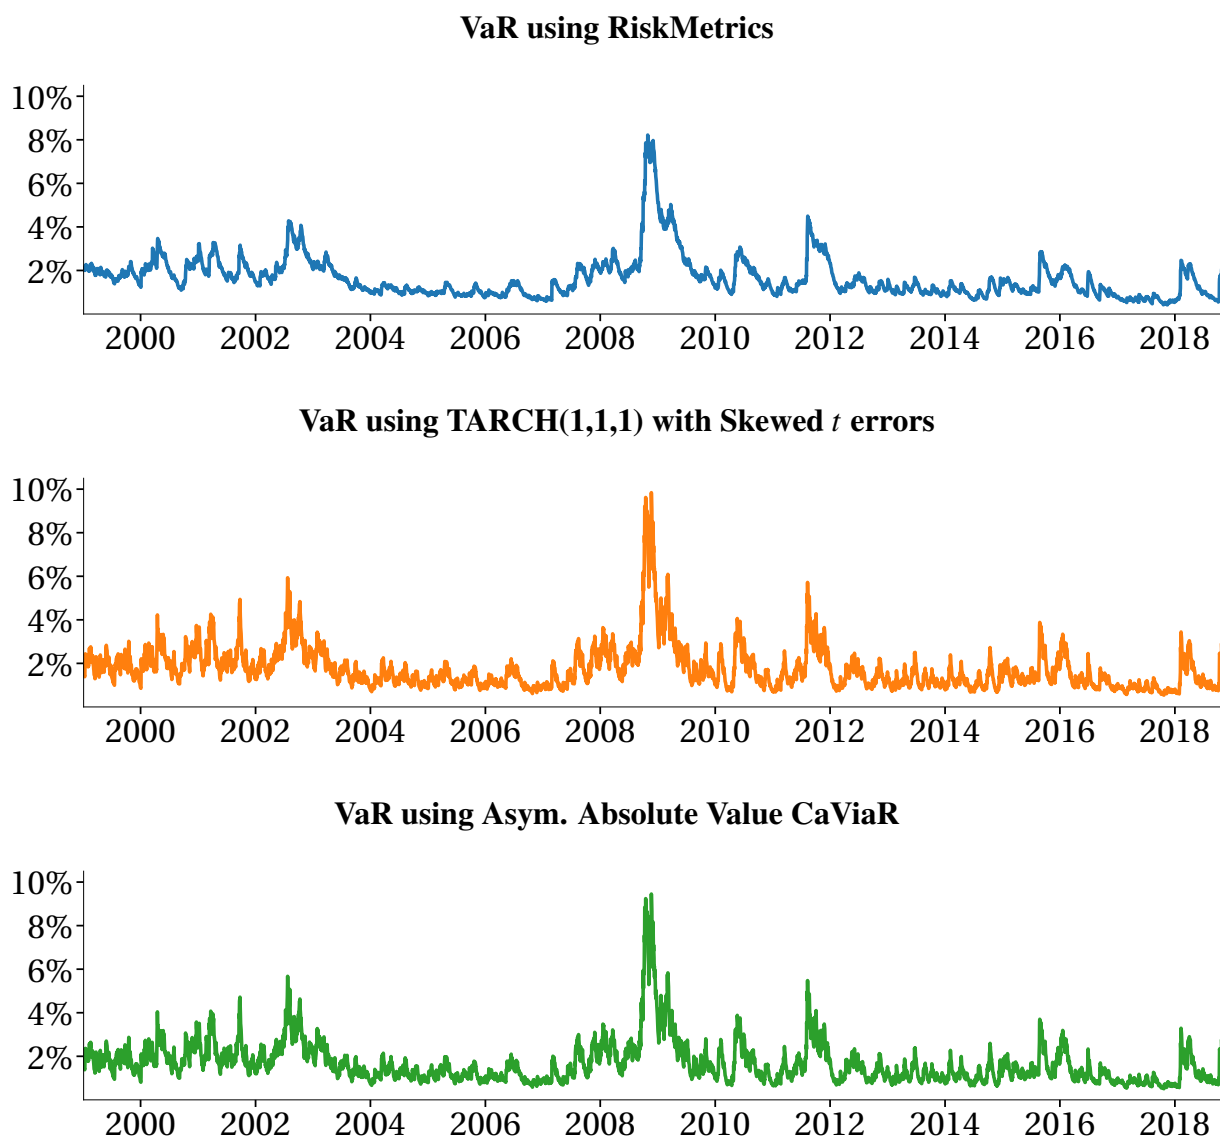 VaR using RiskMetrics
10%
8%
6%
4%
2%
2000 2002 2004 2006 2008 2010 2012 2014 2016 2018
VaR using TARCH(1,1,1) with Skewed t errors
10%
8%
6%
4%
2%
2000 2002 2004 2006 2008 2010 2012 2014 2016 2018
VaR using Asym. Absolute Value CaViaR
10%
8%
6%
4%
2%
2000 2002 2004 2006 2008 2010 2012 2014 2016 2018